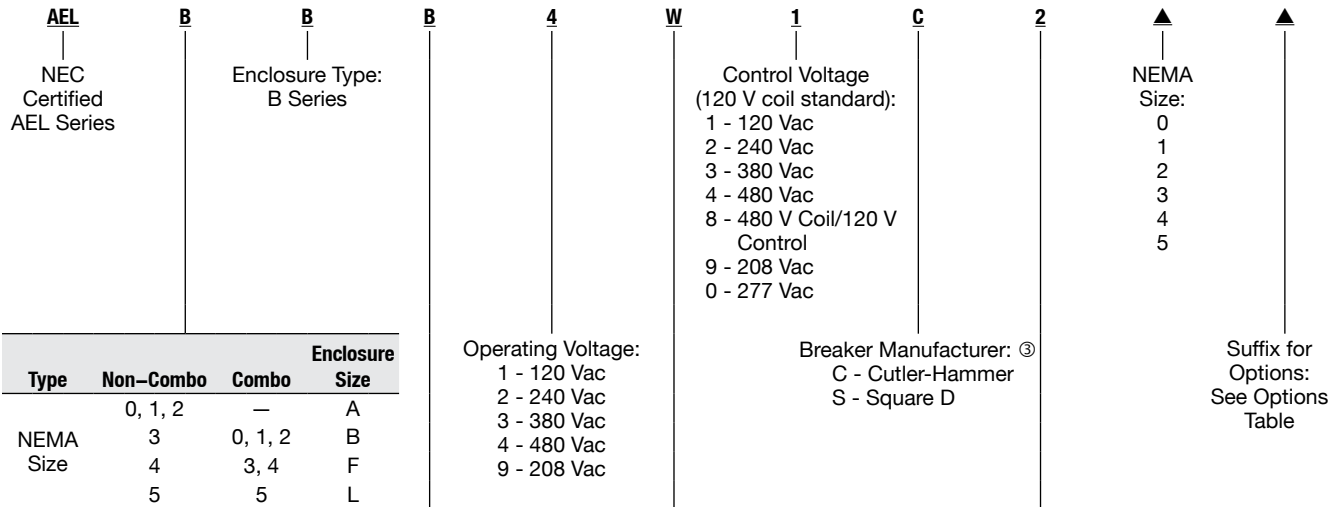 AEL B B B 4 W 1 C 2 ▲ ▲
NEC
Certified
AEL Series
Enclosure Type:
B Series
Control Voltage
(120 V coil standard):
1 - 120 Vac
2 - 240 Vac
3 - 380 Vac
4 - 480 Vac
8 - 480 V Coil/120 V
Control
9 - 208 Vac
0 - 277 Vac
NEMA
Size:
0
1
2
3
4
5
Type Non–Combo Combo Enclosure Size
NEMA Size
0, 1, 2 — A
3 0, 1, 2 B
4 3, 4 F
5 5 L
Operating Voltage:
1 - 120 Vac
2 - 240 Vac
3 - 380 Vac
4 - 480 Vac
9 - 208 Vac
Breaker Manufacturer: ③
C - Cutler-Hammer
S - Square D
Suffix for
Options:
See Options
Table